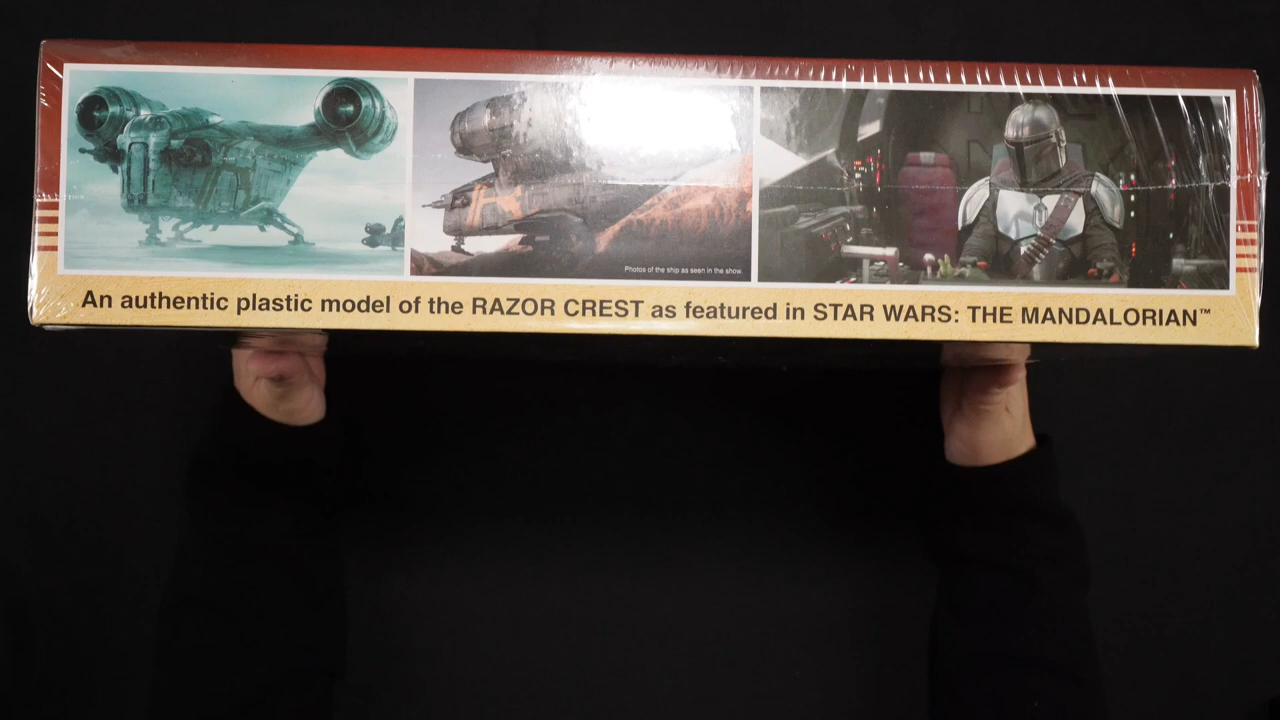 Photos of the ship as seen in the show.
An authentic plastic model of the RAZOR CREST as featured in STAR WARS: THE MANDALORIAN™